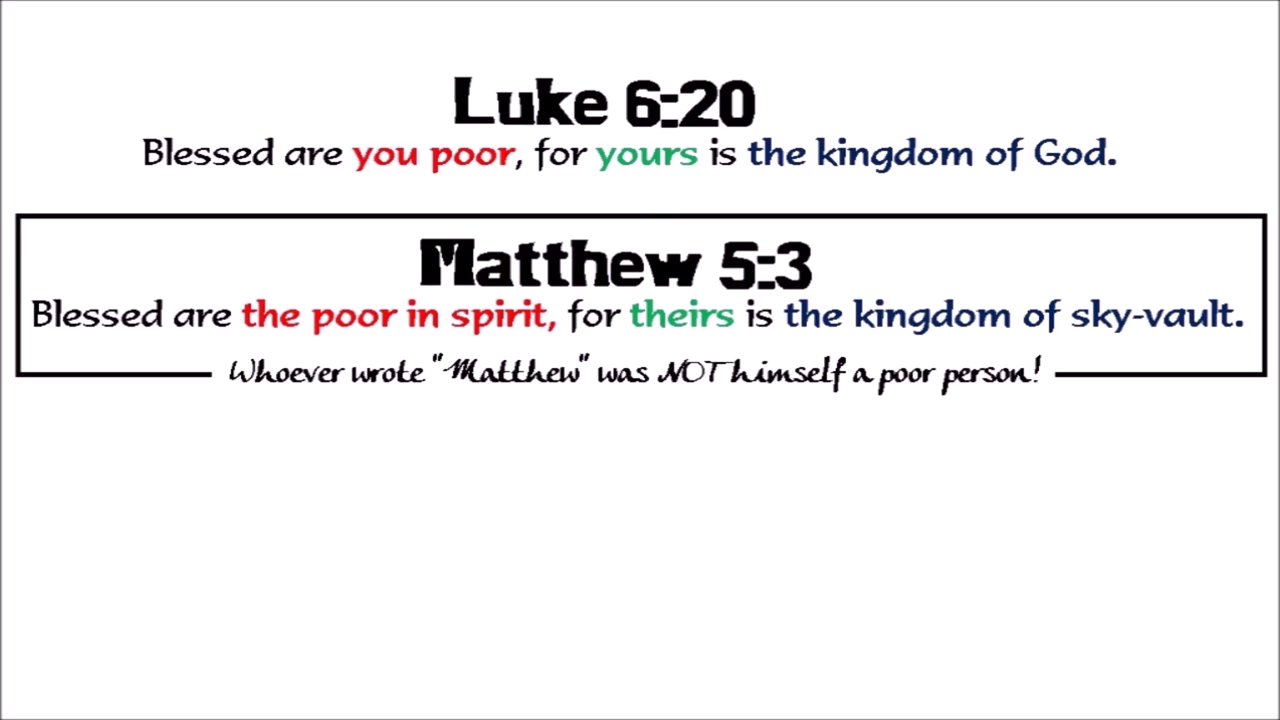 Luke 6:20
Blessed are you poor, for yours is the kingdom of God.
Matthew 5:3
Blessed are the poor in spirit, for theirs is the kingdom of sky-vault.
Whoever wrote "Matthew" was NOT himself a poor person!